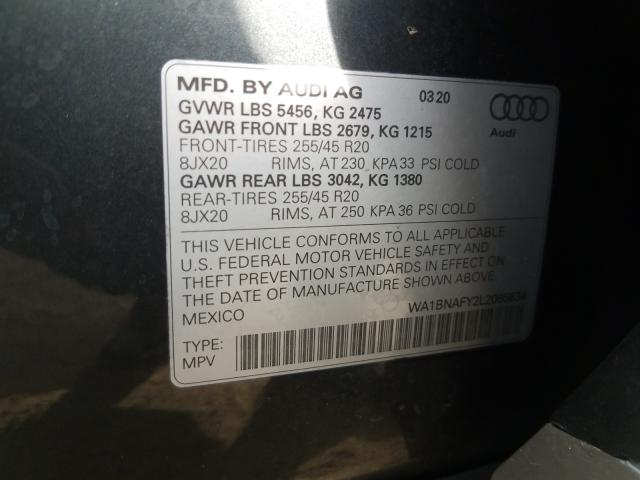 MFD. BY AUDI AG 0320
GVWR LBS 5456, KG 2475
GAWR FRONT LBS 2679, KG 1215
Audi
FRONT-TIRES 255/45 R20
8JX20 RIMS, AT 230 KPA 33 PSI COLD
GAWR REAR LBS 3042, KG 1380
REAR-TIRES 255/45 R20
8JX20 RIMS, AT 250 KPA 36 PSI COLD
THIS VEHICLE CONFORMS TO ALL APPLICABLE
U.S. FEDERAL MOTOR VEHICLE SAFETY AND
THEFT PREVENTION STANDARDS IN EFFECT ON
THE DATE OF MANUFACTURE SHOWN ABOVE.
MEXICO
WA1BNAFY2L2065634
TYPE:
MPV